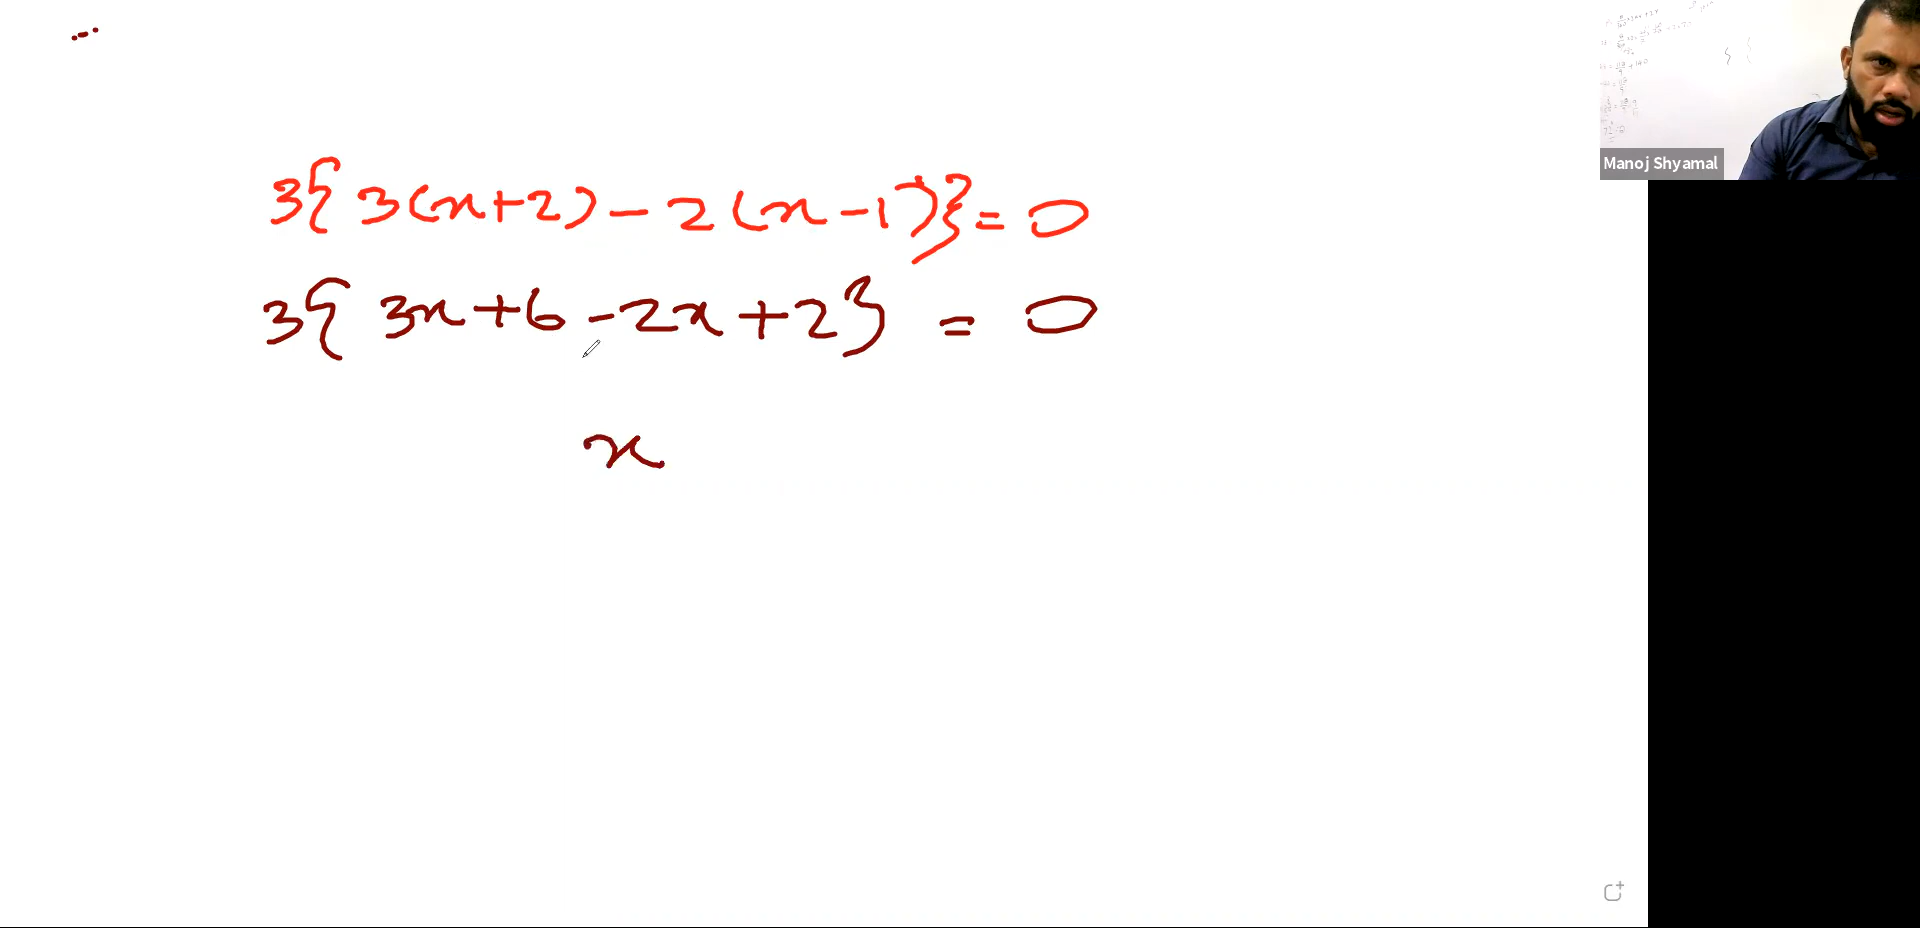 3{3(x+2)-2(x-1)}=0
3{3x+6-2x+2} = 0
x
Manoj Shyamal